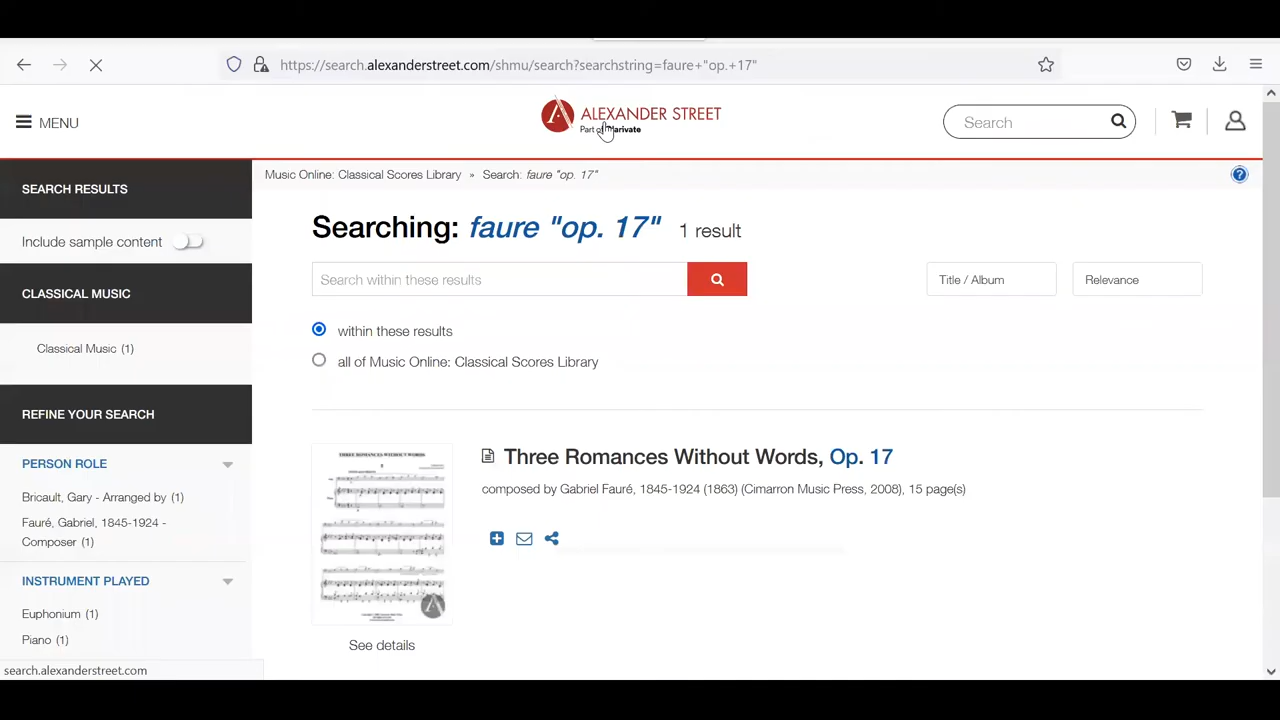 https://search.alexanderstreet.com/shmu/search?searchstring=faure+"op.+17"
MENU
ALEXANDER STREET
Part of Clarivate
Search
SEARCH RESULTS
Music Online: Classical Scores Library » Search: faure "op. 17"
Include sample content
Searching: faure "op. 17" 1 result
Search within these results
Title / Album
Relevance
CLASSICAL MUSIC
Classical Music (1)
within these results
all of Music Online: Classical Scores Library
REFINE YOUR SEARCH
PERSON ROLE
Bricault, Gary - Arranged by (1)
Fauré, Gabriel, 1845-1924 -
Composer (1)
INSTRUMENT PLAYED
Euphonium (1)
Piano (1)
THREE ROMANCES WITHOUT WORDS
Three Romances Without Words, Op. 17
composed by Gabriel Fauré, 1845-1924 (1863) (Cimarron Music Press, 2008), 15 page(s)
See details
search.alexanderstreet.com